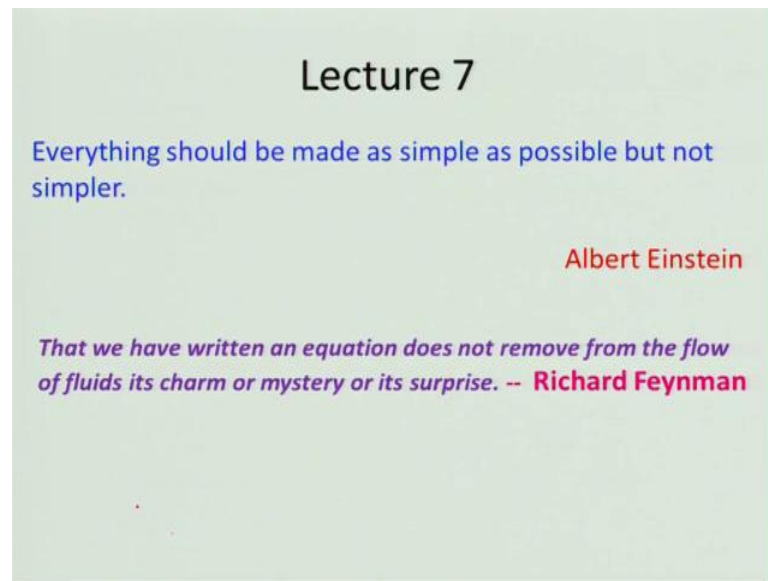 Lecture 7
Everything should be made as simple as possible but not
simpler.
Albert Einstein
That we have written an equation does not remove from the flow
of fluids its charm or mystery or its surprise. -- Richard Feynman